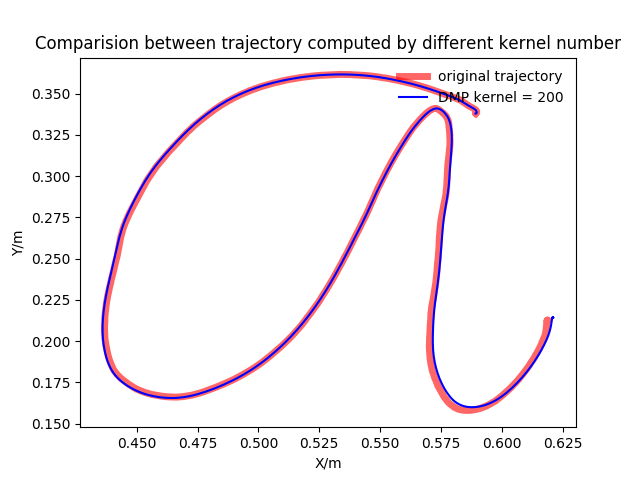 Comparision between trajectory computed by different kernel number
original trajectory
DMP kernel = 200
Y/m
0.350
0.325
0.300
0.275
0.250
0.225
0.200
0.175
0.150
0.450 0.475 0.500 0.525 0.550 0.575 0.600 0.625
X/m